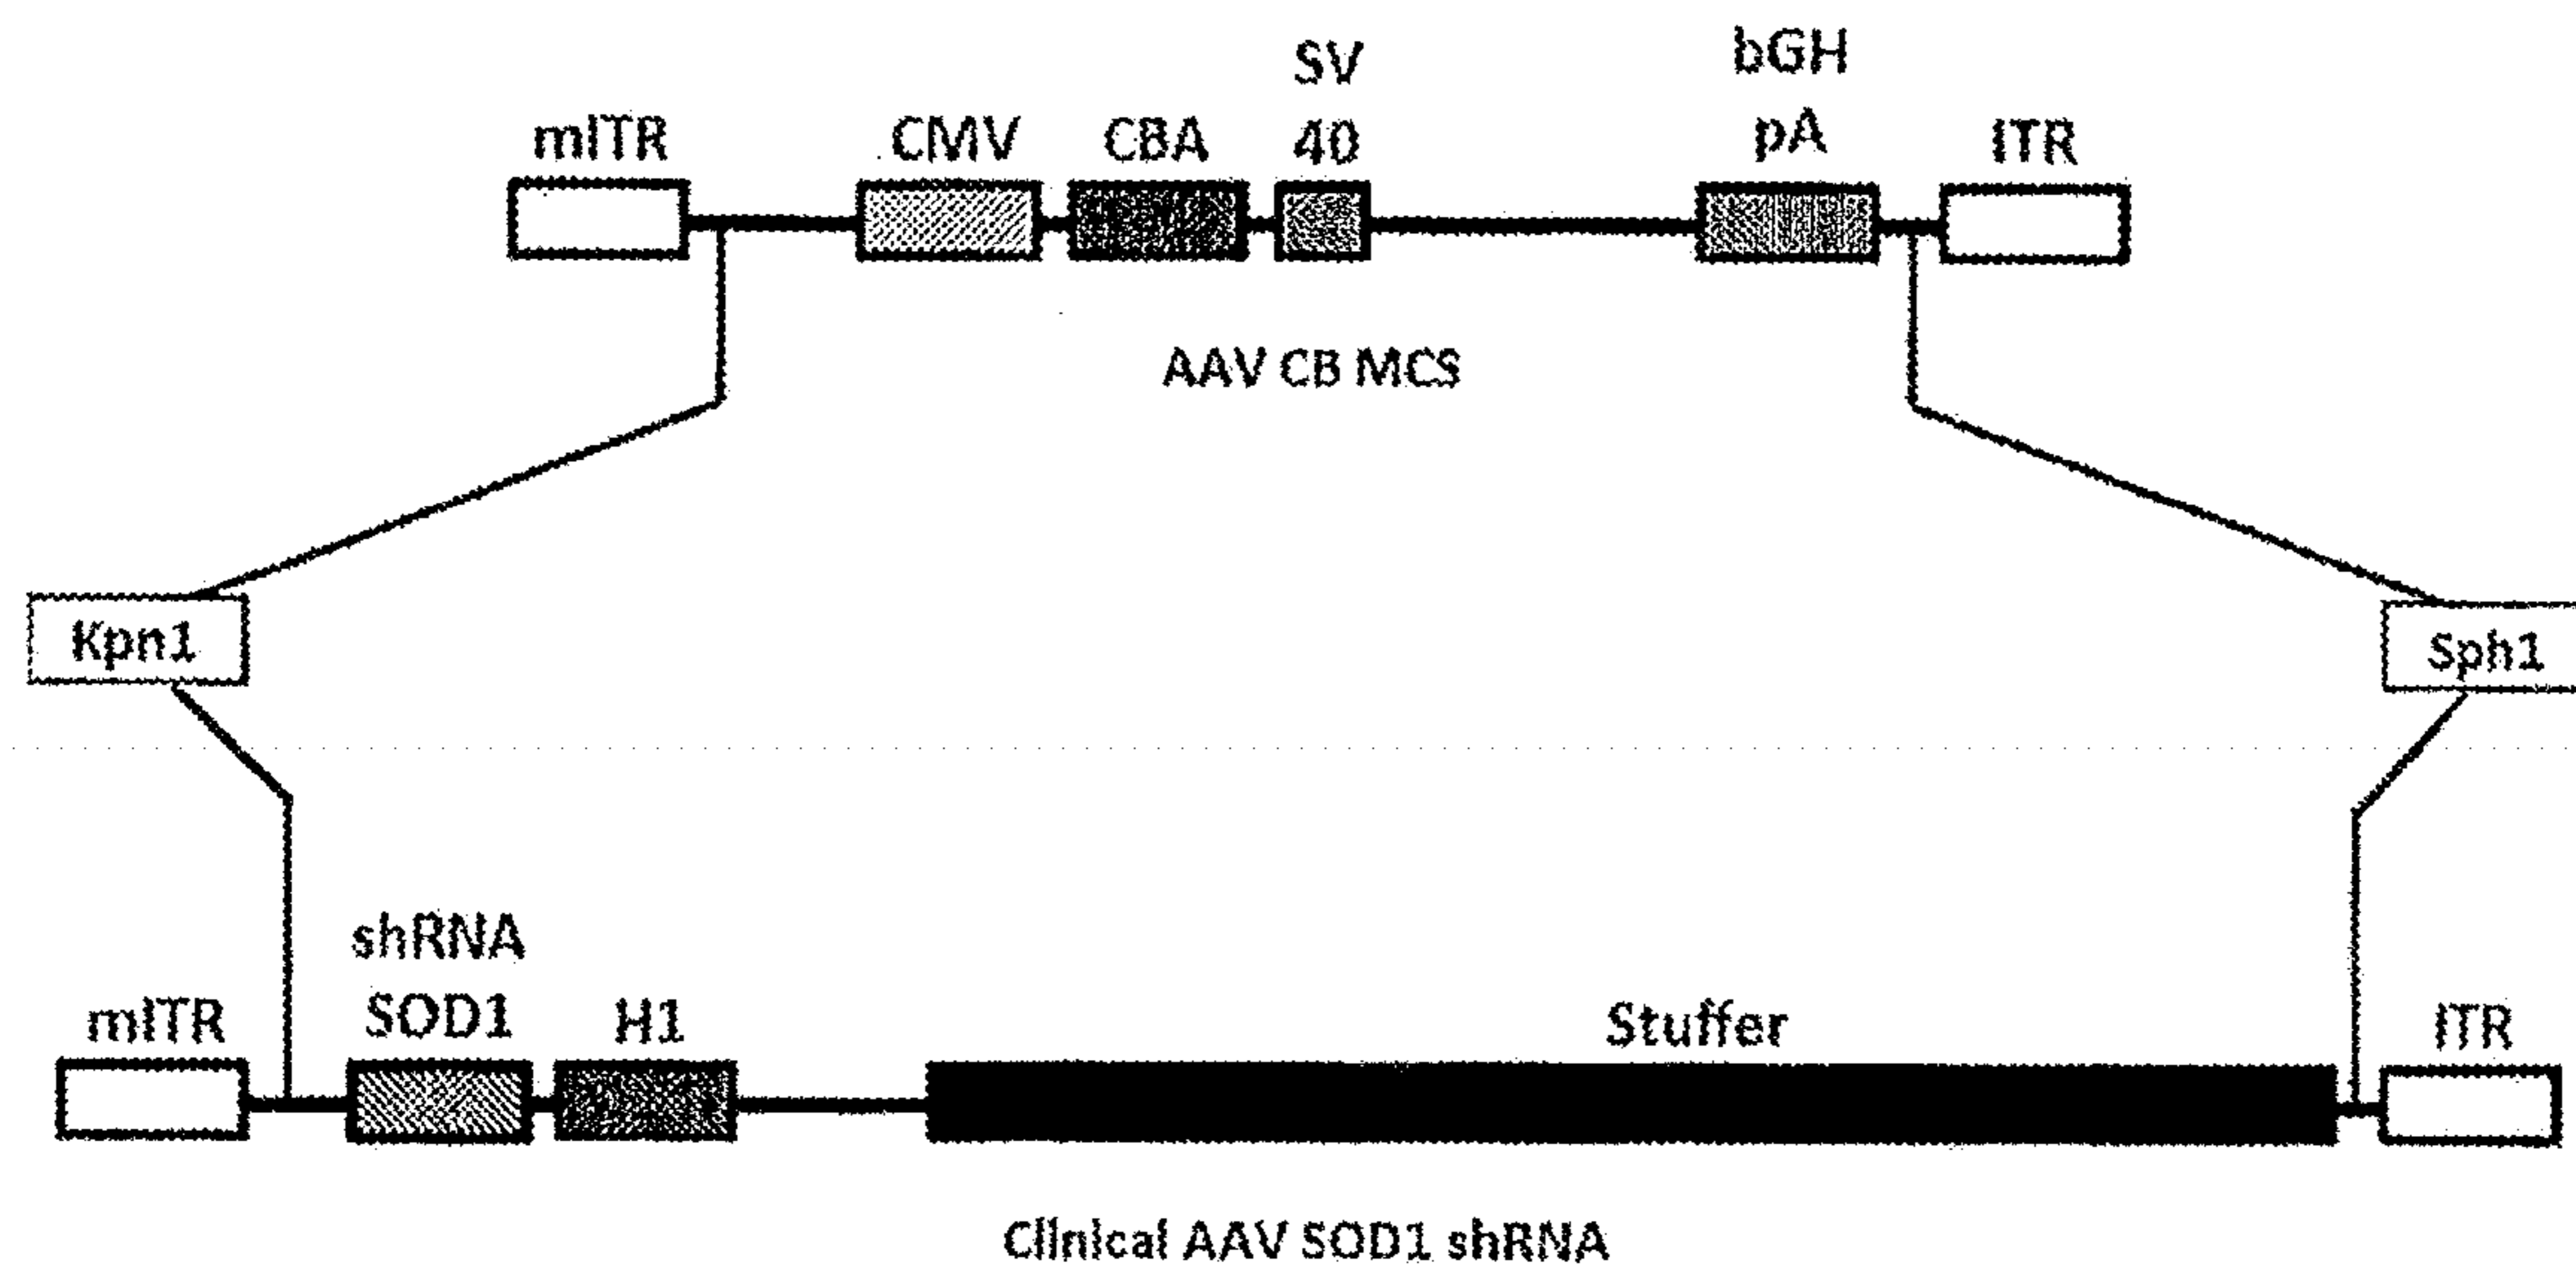 SV bGH
mITR CMV CBA 40 pA ITR
AAV CB MCS
Kpn1 Sph1
shRNA
mITR SOD1 H1 Stuffer ITR
Clinical AAV SOD1 shRNA